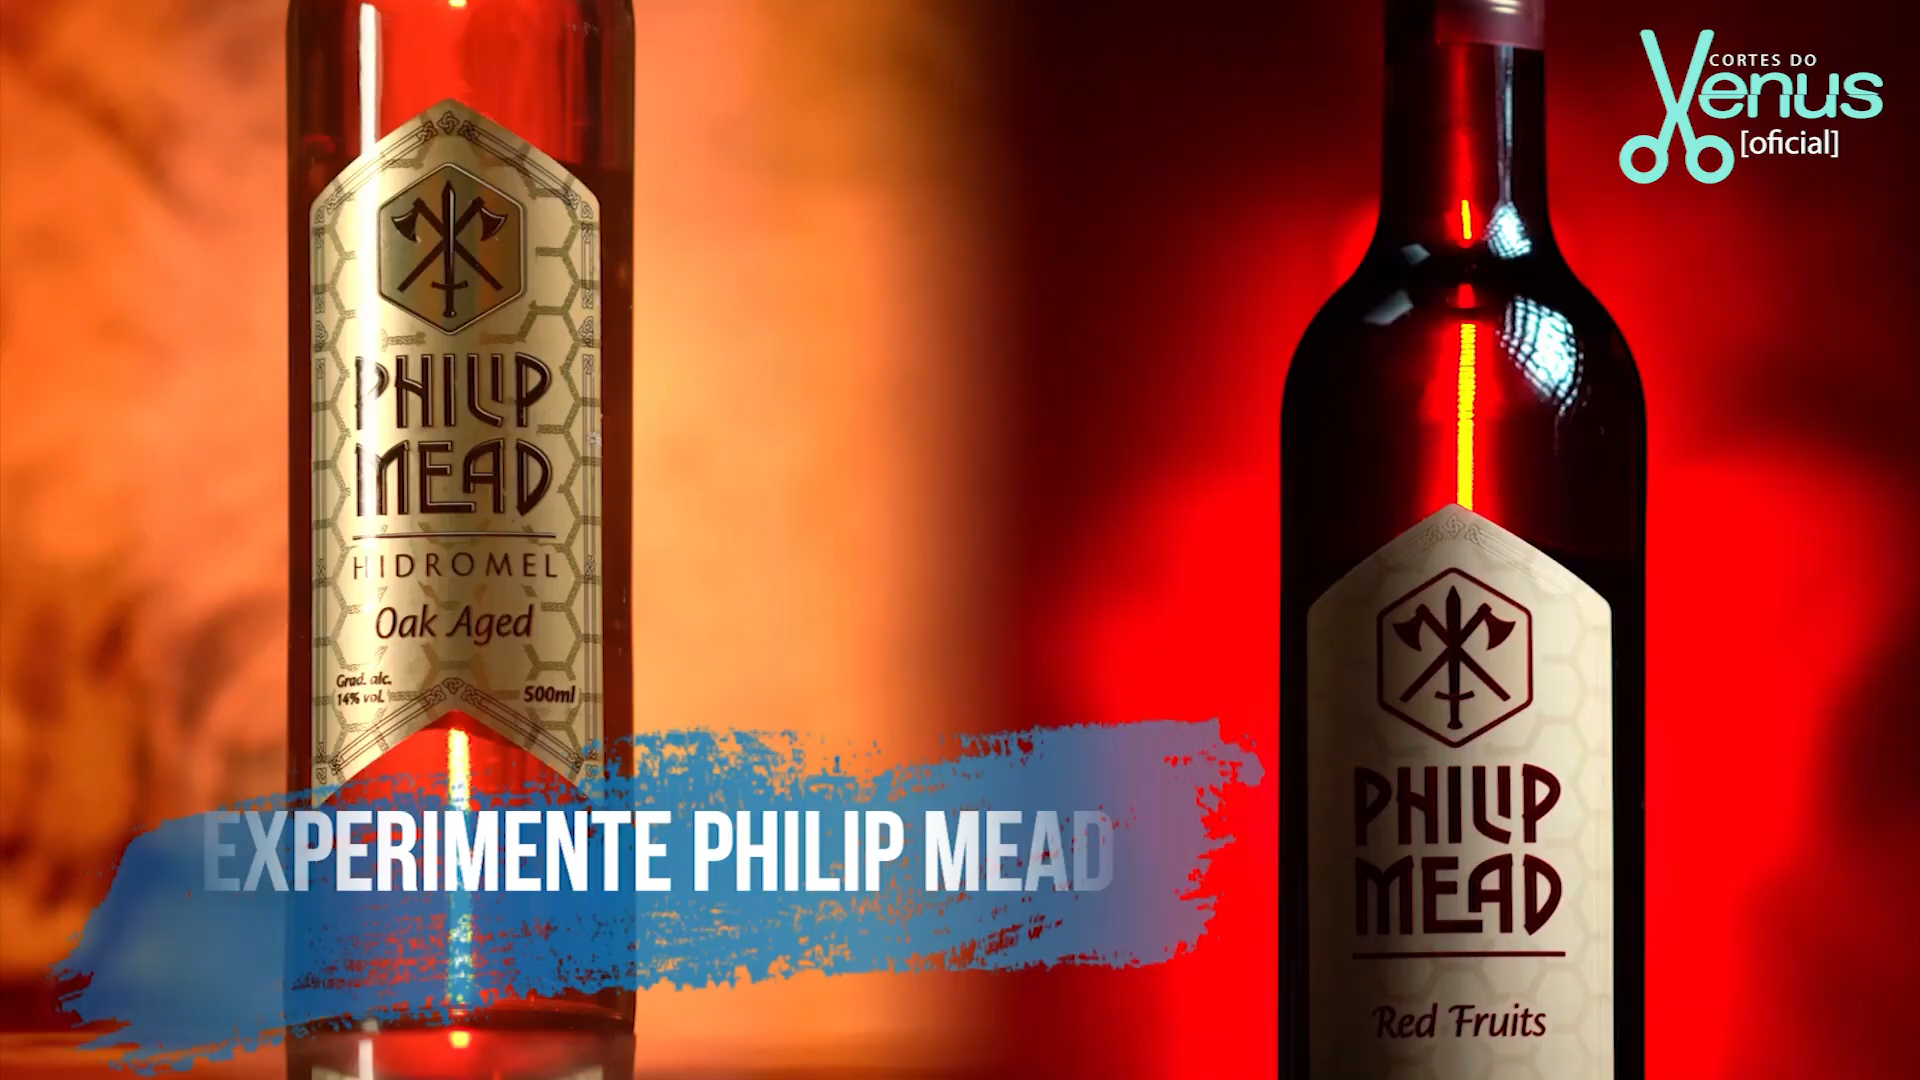 PHILIP
MEAD
HIDROMEL
Oak Aged
Grad. alc.
14% vol.
500ml
EXPERIMENTE PHILIP MEAD
CORTES DO
Venus
[oficial]
PHILIP
MEAD
Red Fruits